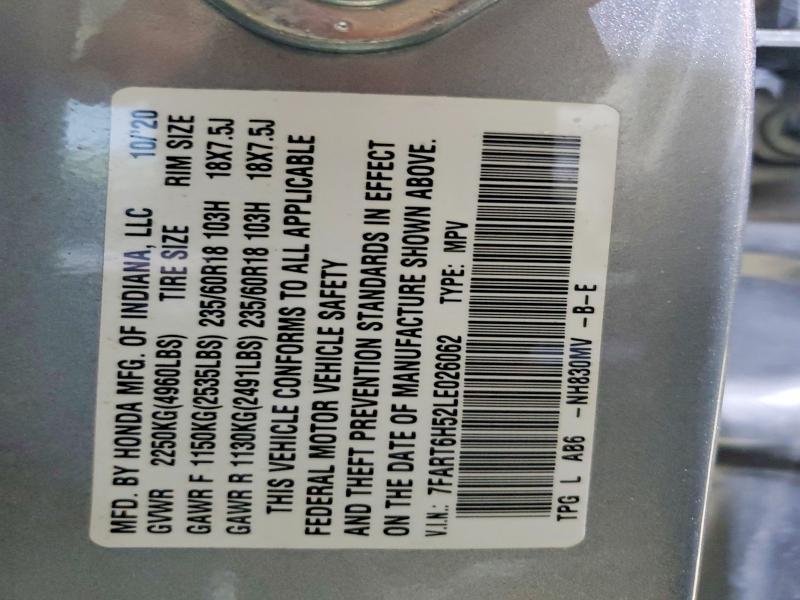 MFD. BY HONDA MFG. OF INDIANA, LLC 10/'20
GVWR 2250KG(4960LBS) TIRE SIZE RIM SIZE
GAWR F 1150KG(2535LBS) 235/60R18 103H 18X7.5J
GAWR R 1130KG(2491LBS) 235/60R18 103H 18X7.5J
THIS VEHICLE CONFORMS TO ALL APPLICABLE
FEDERAL MOTOR VEHICLE SAFETY
AND THEFT PREVENTION STANDARDS IN EFFECT
ON THE DATE OF MANUFACTURE SHOWN ABOVE.
V.I.N.: 7FART6H52LE026062 TYPE: MPV
TPG L AB6 -NH830MV -B-E